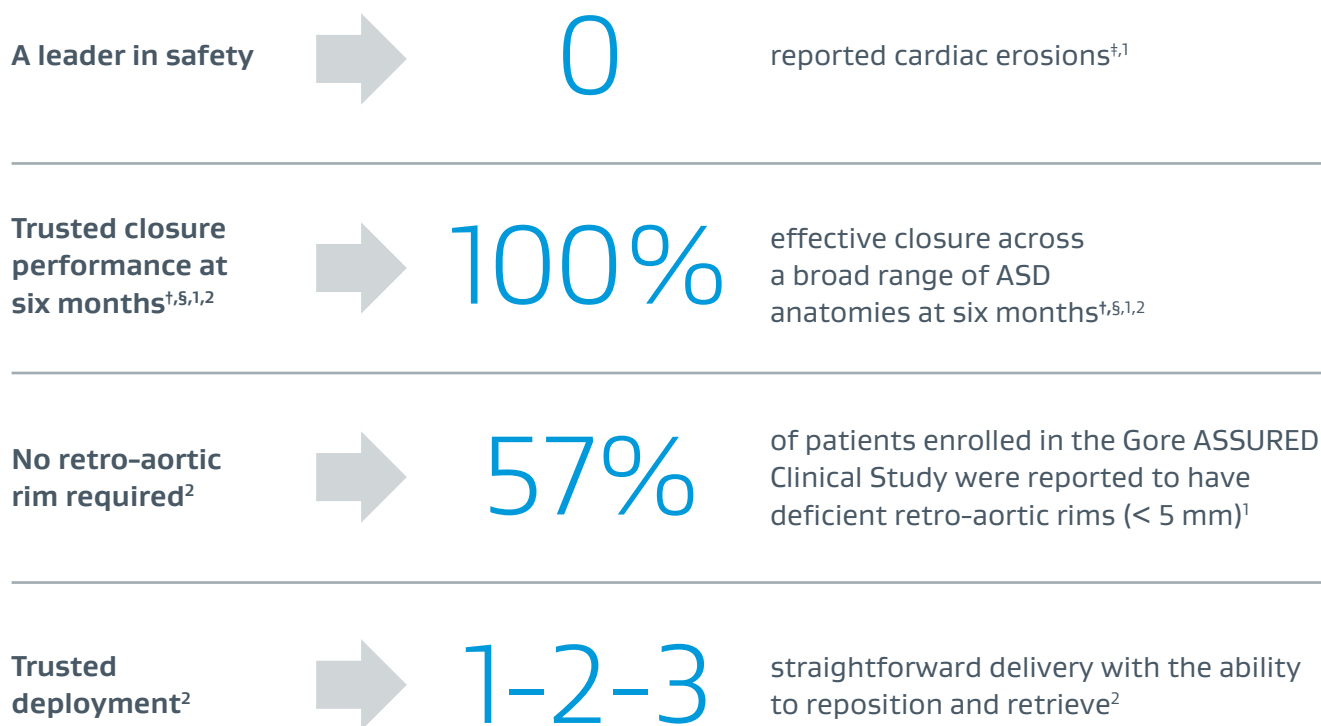 A leader in safety
0
reported cardiac erosions‡,1
Trusted closure
performance at
six months†,§,1,2
100%
effective closure across
a broad range of ASD
anatomies at six months†,§,1,2
No retro-aortic
rim required2
57%
of patients enrolled in the Gore ASSURED
Clinical Study were reported to have
deficient retro-aortic rims (< 5 mm)1
Trusted
deployment2
1-2-3
straightforward delivery with the ability
to reposition and retrieve2